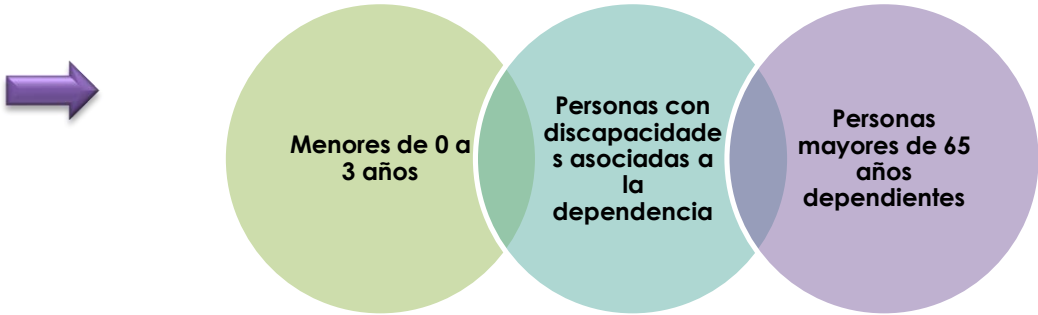 Menores de 0 a
3 años
Personas con
discapacidade
s asociadas a
la
dependencia
Personas
mayores de 65
años
dependientes